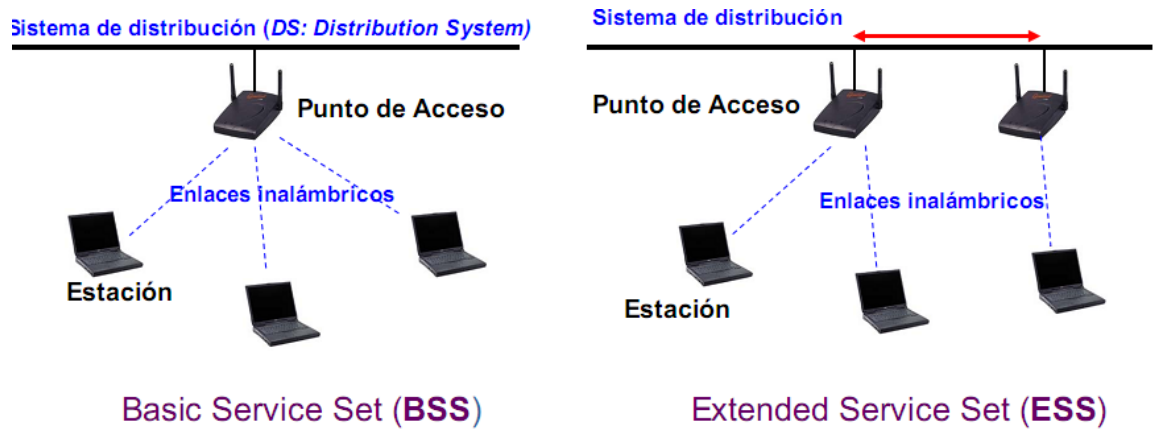 Sistema de distribución (DS: Distribution System)
Punto de Acceso
Enlaces inalámbricos
Estación
Basic Service Set (BSS)
Sistema de distribución
Punto de Acceso
Enlaces inalámbricos
Estación
Extended Service Set (ESS)